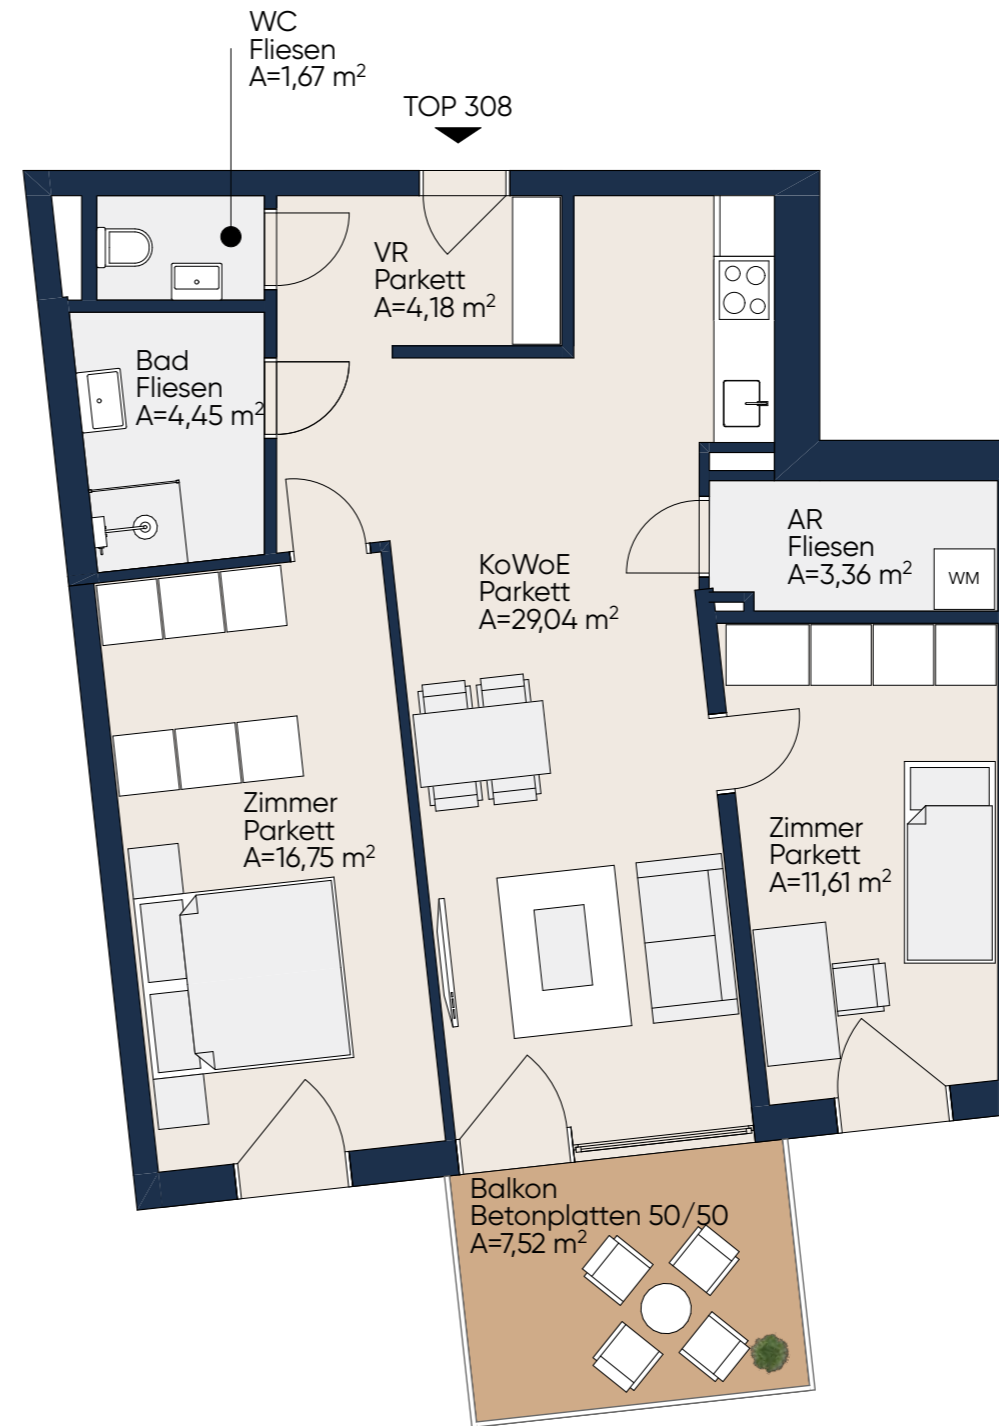 WC
Fliesen
A=1,67 m²
TOP 308
VR
Parkett
A=4,18 m²
Bad
Fliesen
A=4,45 m²
AR
Fliesen
A=3,36 m²
WM
KoWoE
Parkett
A=29,04 m²
Zimmer
Parkett
A=16,75 m²
Zimmer
Parkett
A=11,61 m²
Balkon
Betonplatten 50/50
A=7,52 m²